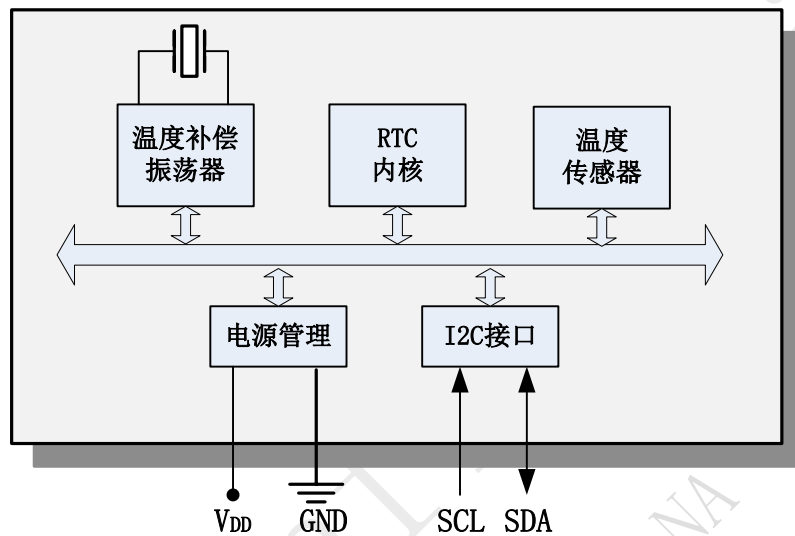 温度补偿
振荡器
RTC
内核
温度
传感器
电源管理
I2C接口
VDD
GND
SCL
SDA